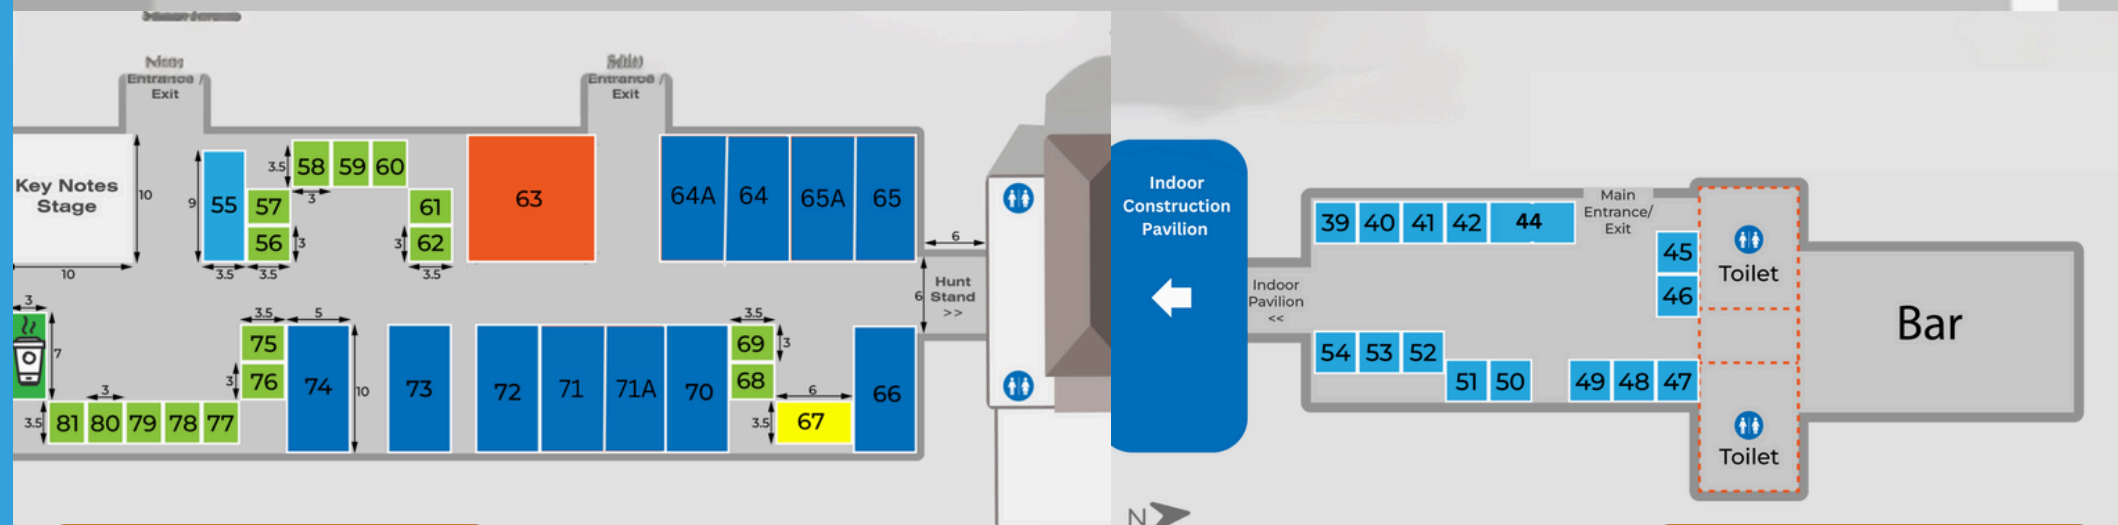 Entrance /
Exit
Entrance /
Exit
Key Notes
Stage
10
10
9
55
3.5
3.5
57
56
3
3.5
58
59
60
3
61
62
3
3.5
63
64A
64
65A
65
6
6
Hunt
Stand
>>
3
7
3.5
81
80
79
78
77
3
3.5
75
76
3
5
74
10
73
72
71
71A
70
3.5
69
68
3
6
3.5
67
66
Indoor
Construction
Pavilion
Indoor
Pavilion
<<
39
40
41
42
44
Main
Entrance/
Exit
45
46
54
53
52
51
50
49
48
47
Toilet
Toilet
Bar
N